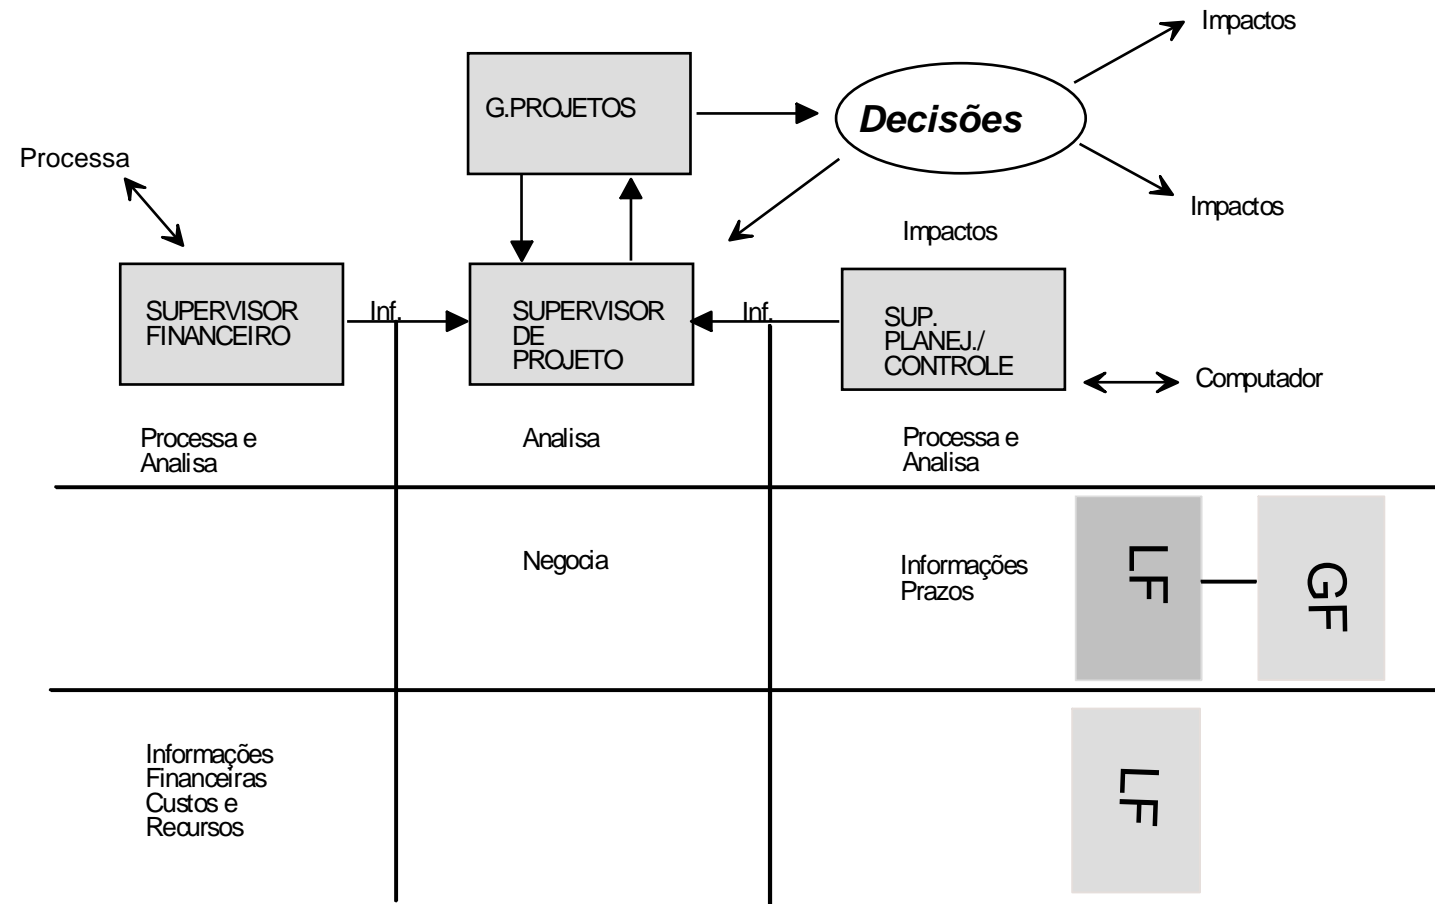 Impactos
G.PROJETOS
Decisões
Processa
Impactos
Impactos
SUPERVISOR
FINANCEIRO
Inf.
SUPERVISOR
DE
PROJETO
Inf.
SUP.
PLANEJ./
CONTROLE
Computador
Processa e
Analisa
Analisa
Processa e
Analisa
Negocia
Informações
Prazos
LF
GF
Informações
Financeiras
Custos e
Recursos
LF